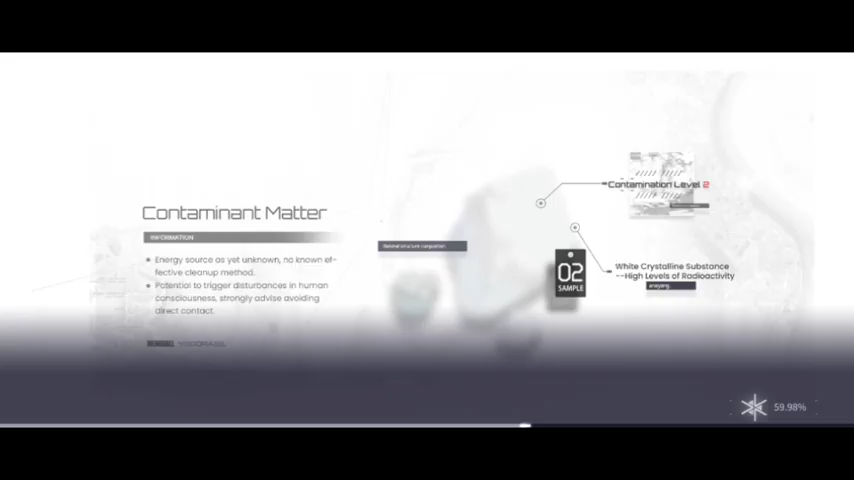 Contamination Level 2
Contaminant Matter
INFORMATION
Energy source as yet unknown, no known ef-
fective cleanup method.
Potential to trigger disturbances in human
consciousness, strongly advise avoiding
direct contact.
02
SAMPLE
White Crystalline Substance
--High Levels of Radioactivity
analyzing..
59.98%